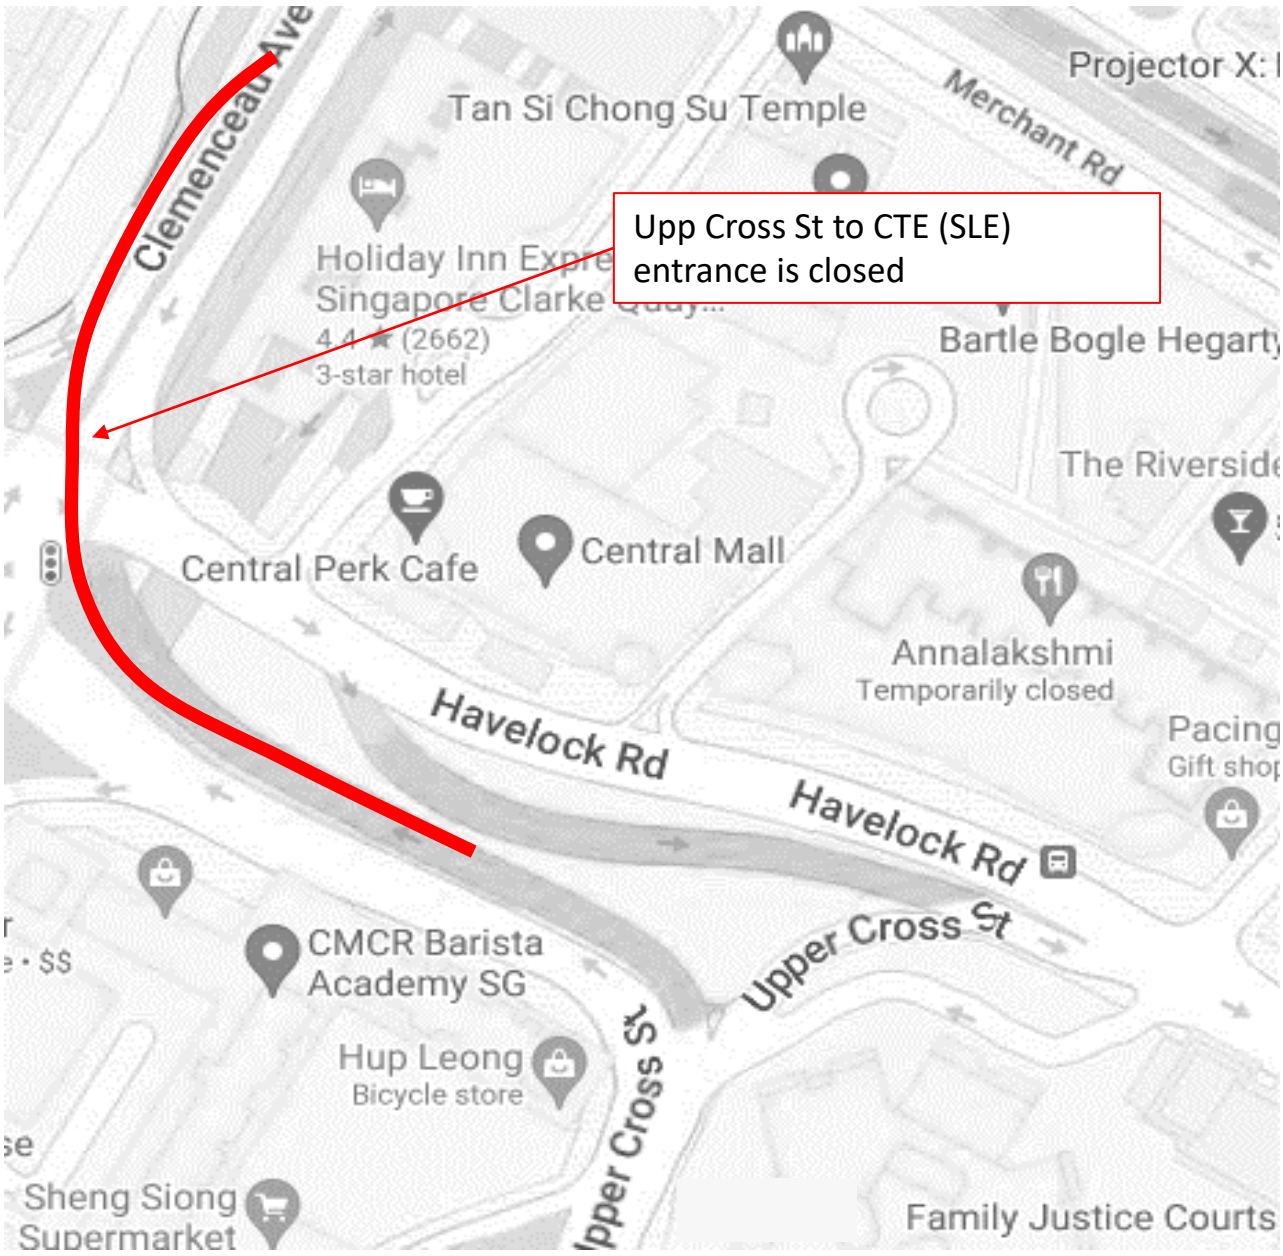 Clemenceau Ave
Tan Si Chong Su Temple
Projector X:
Merchant Rd
Upp Cross St to CTE (SLE)
entrance is closed
Holiday Inn Expre
Singapore Clarke Quay...
4.4 ★ (2662)
3-star hotel
Bartle Bogle Hegarty
The Riverside
Central Perk Cafe
Central Mall
Annalakshmi
Temporarily closed
Havelock Rd
Pacing
Gift shop
Havelock Rd
Upper Cross St
CMCR Barista
Academy SG
· $$
Hup Leong
Bicycle store
Upper Cross St
se
Sheng Siong
Supermarket
Family Justice Courts